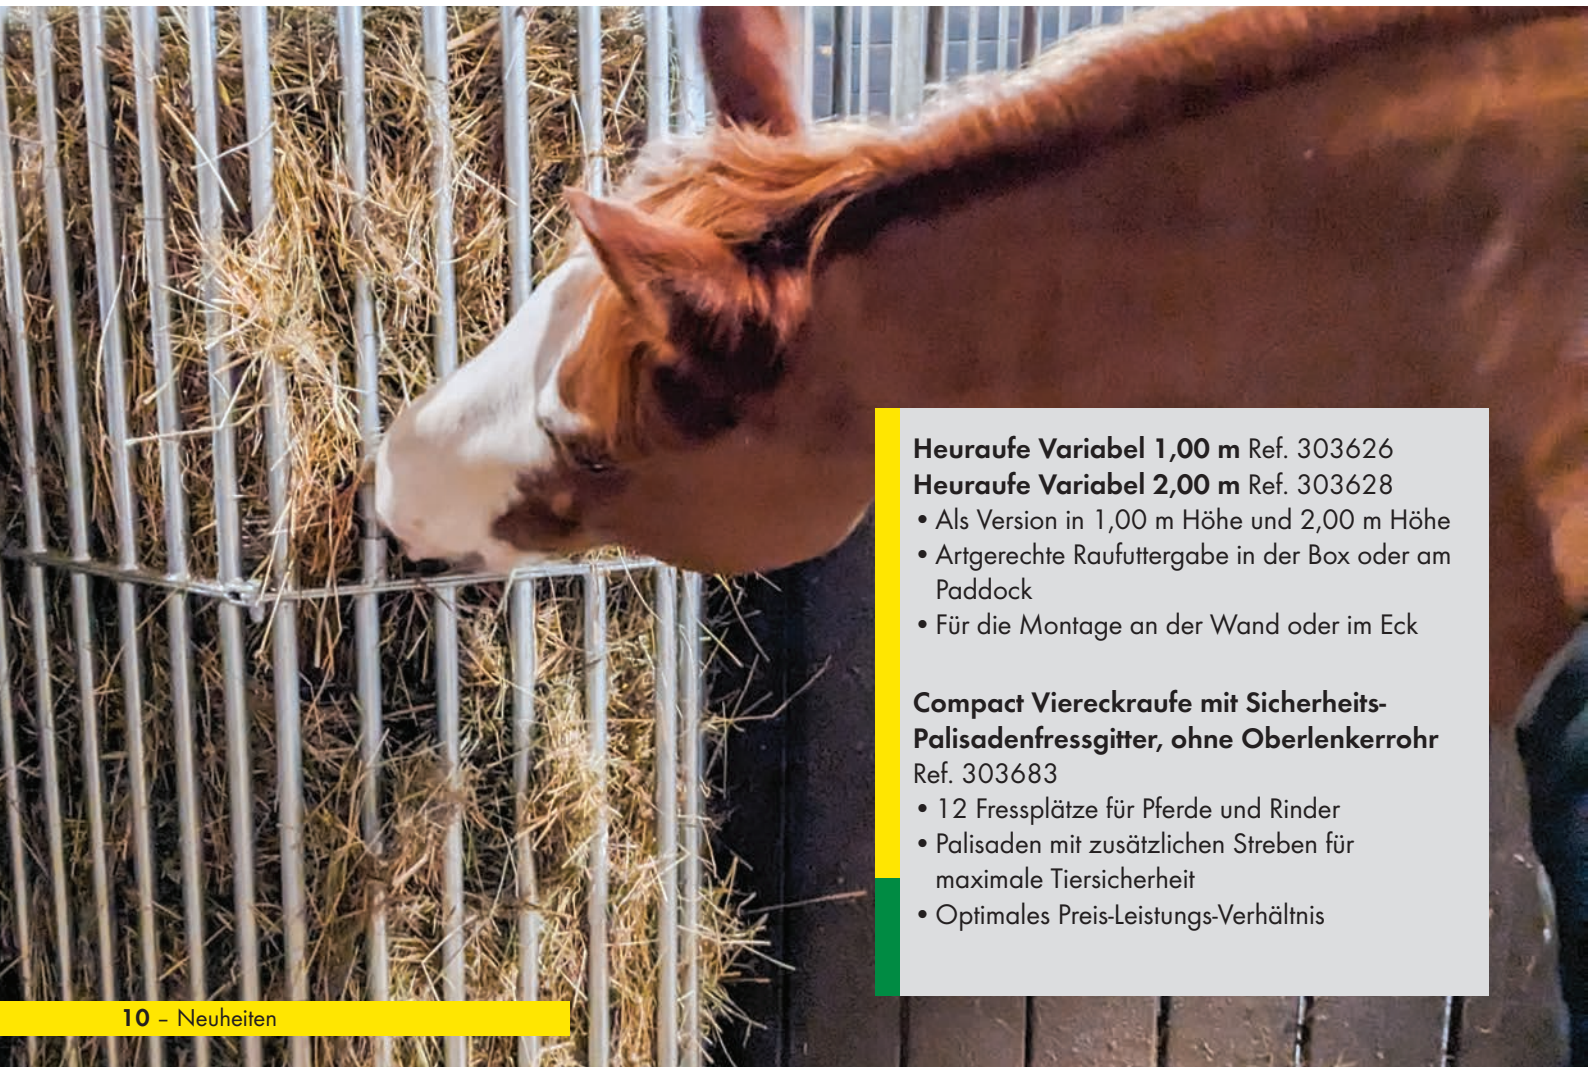 Heuraufe Variabel 1,00 m Ref. 303626
Heuraufe Variabel 2,00 m Ref. 303628
• Als Version in 1,00 m Höhe und 2,00 m Höhe
• Artgerechte Raufuttergabe in der Box oder am
Paddock
• Für die Montage an der Wand oder im Eck
Compact Viereckraufe mit Sicherheits-
Palisadenfressgitter, ohne Oberlenkerrohr
Ref. 303683
• 12 Fressplätze für Pferde und Rinder
• Palisaden mit zusätzlichen Streben für
maximale Tiersicherheit
• Optimales Preis-Leistungs-Verhältnis
10 – Neuheiten